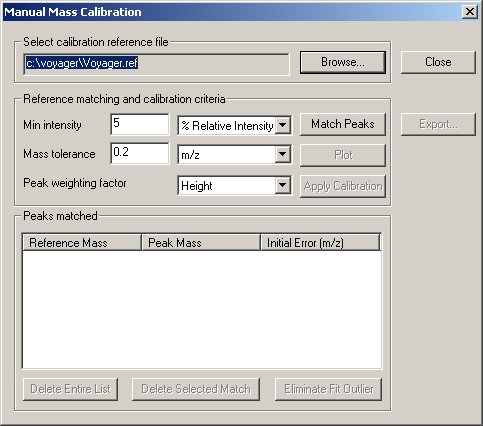 Manual Mass Calibration
Select calibration reference file
c:\voyager\Voyager.ref
Browse...
Close
Reference matching and calibration criteria
Min intensity 5 % Relative Intensity Match Peaks Export...
Mass tolerance 0.2 m/z Plot
Peak weighting factor Height Apply Calibration
Peaks matched
Reference Mass Peak Mass Initial Error (m/z)
Delete Entire List Delete Selected Match Eliminate Fit Outlier